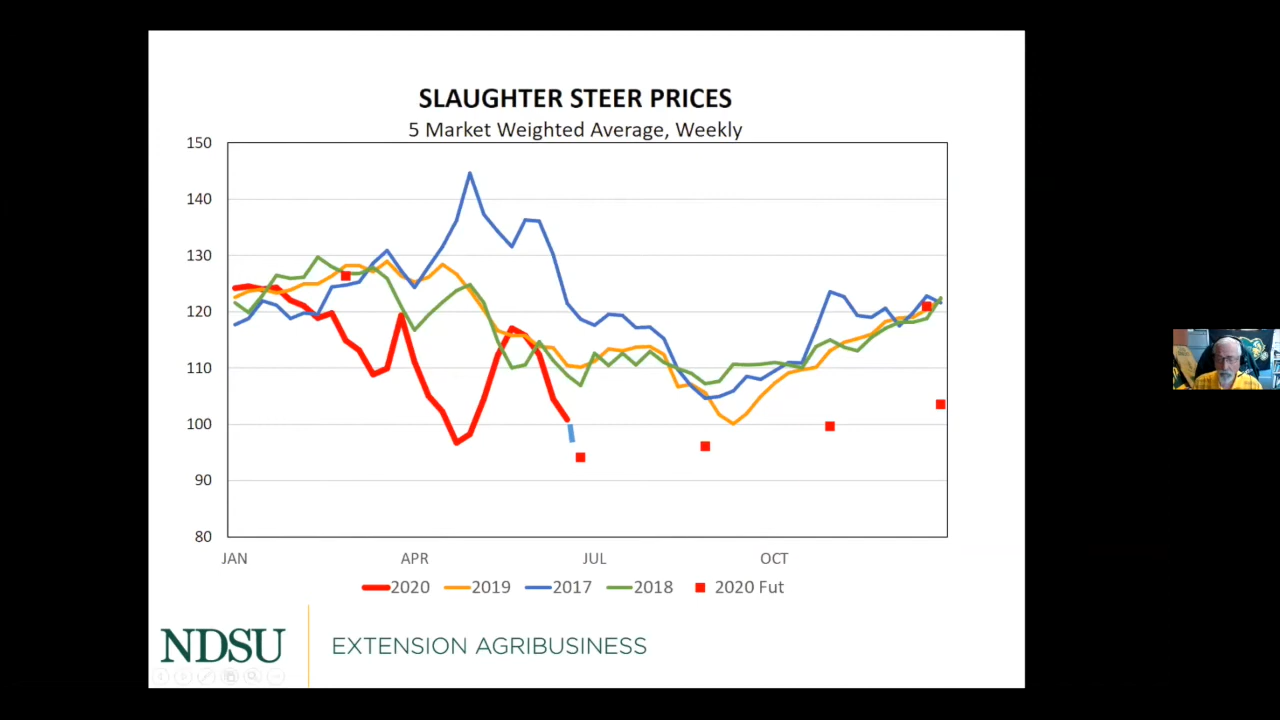 SLAUGHTER STEER PRICES
5 Market Weighted Average, Weekly
150
140
130
120
110
100
90
80
JAN APR JUL OCT
2020 2019 2017 2018 2020 Fut
NDSU EXTENSION AGRIBUSINESS